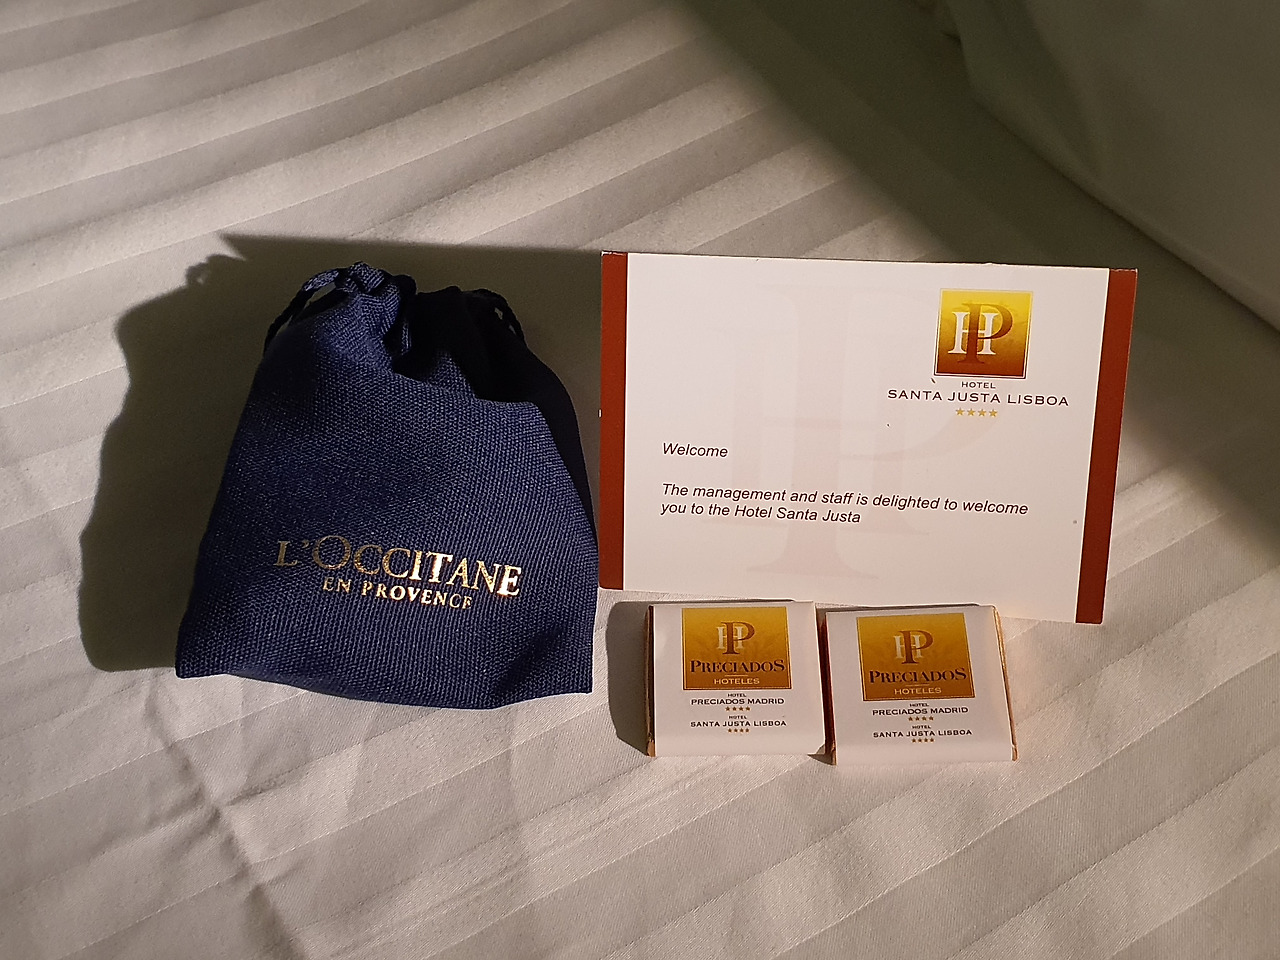 L'OCCITANE
EN PROVENCE
HP
HOTEL
SANTA JUSTA LISBOA
Welcome
The management and staff is delighted to welcome
you to the Hotel Santa Justa
HP
PRECIADOS
HOTELES
HOTEL
PRECIADOS MADRID
HOTEL
SANTA JUSTA LISBOA
HP
PRECIADOS
HOTELES
HOTEL
PRECIADOS MADRID
HOTEL
SANTA JUSTA LISBOA